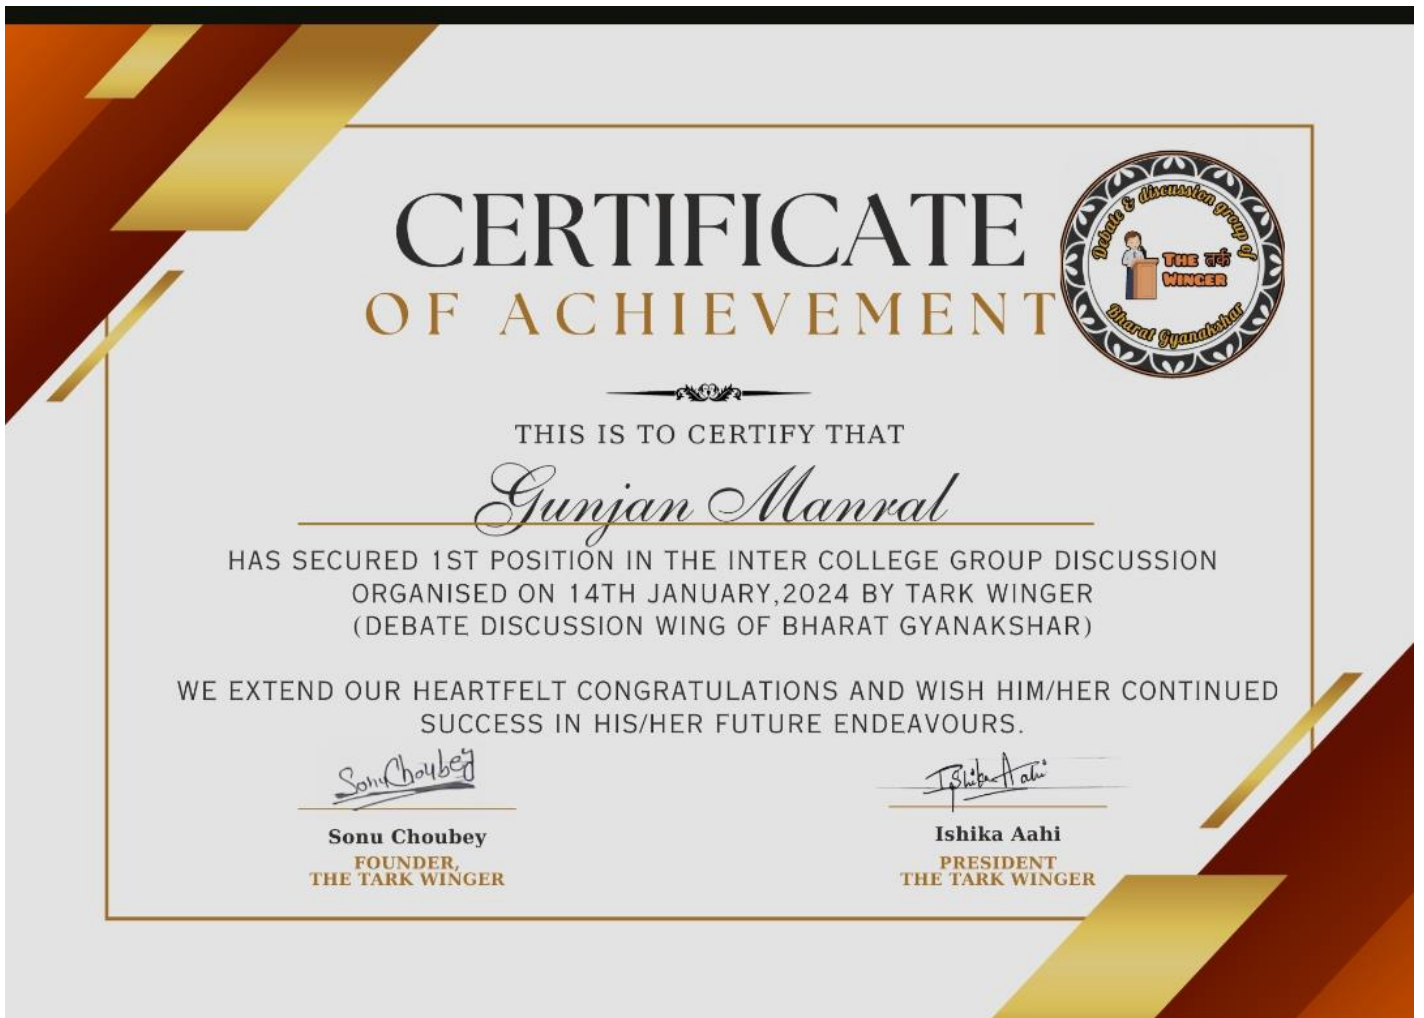 CERTIFICATE
OF ACHIEVEMENT
Debate & discussion group of
THE तर्क
WINGER
Bharat Gyanakshar
THIS IS TO CERTIFY THAT
Gunjan Manral
HAS SECURED 1ST POSITION IN THE INTER COLLEGE GROUP DISCUSSION
ORGANISED ON 14TH JANUARY,2024 BY TARK WINGER
(DEBATE DISCUSSION WING OF BHARAT GYANAKSHAR)
WE EXTEND OUR HEARTFELT CONGRATULATIONS AND WISH HIM/HER CONTINUED
SUCCESS IN HIS/HER FUTURE ENDEAVOURS.
Sonu Choubey
Sonu Choubey
FOUNDER,
THE TARK WINGER
Ishika Aahi
Ishika Aahi
PRESIDENT
THE TARK WINGER